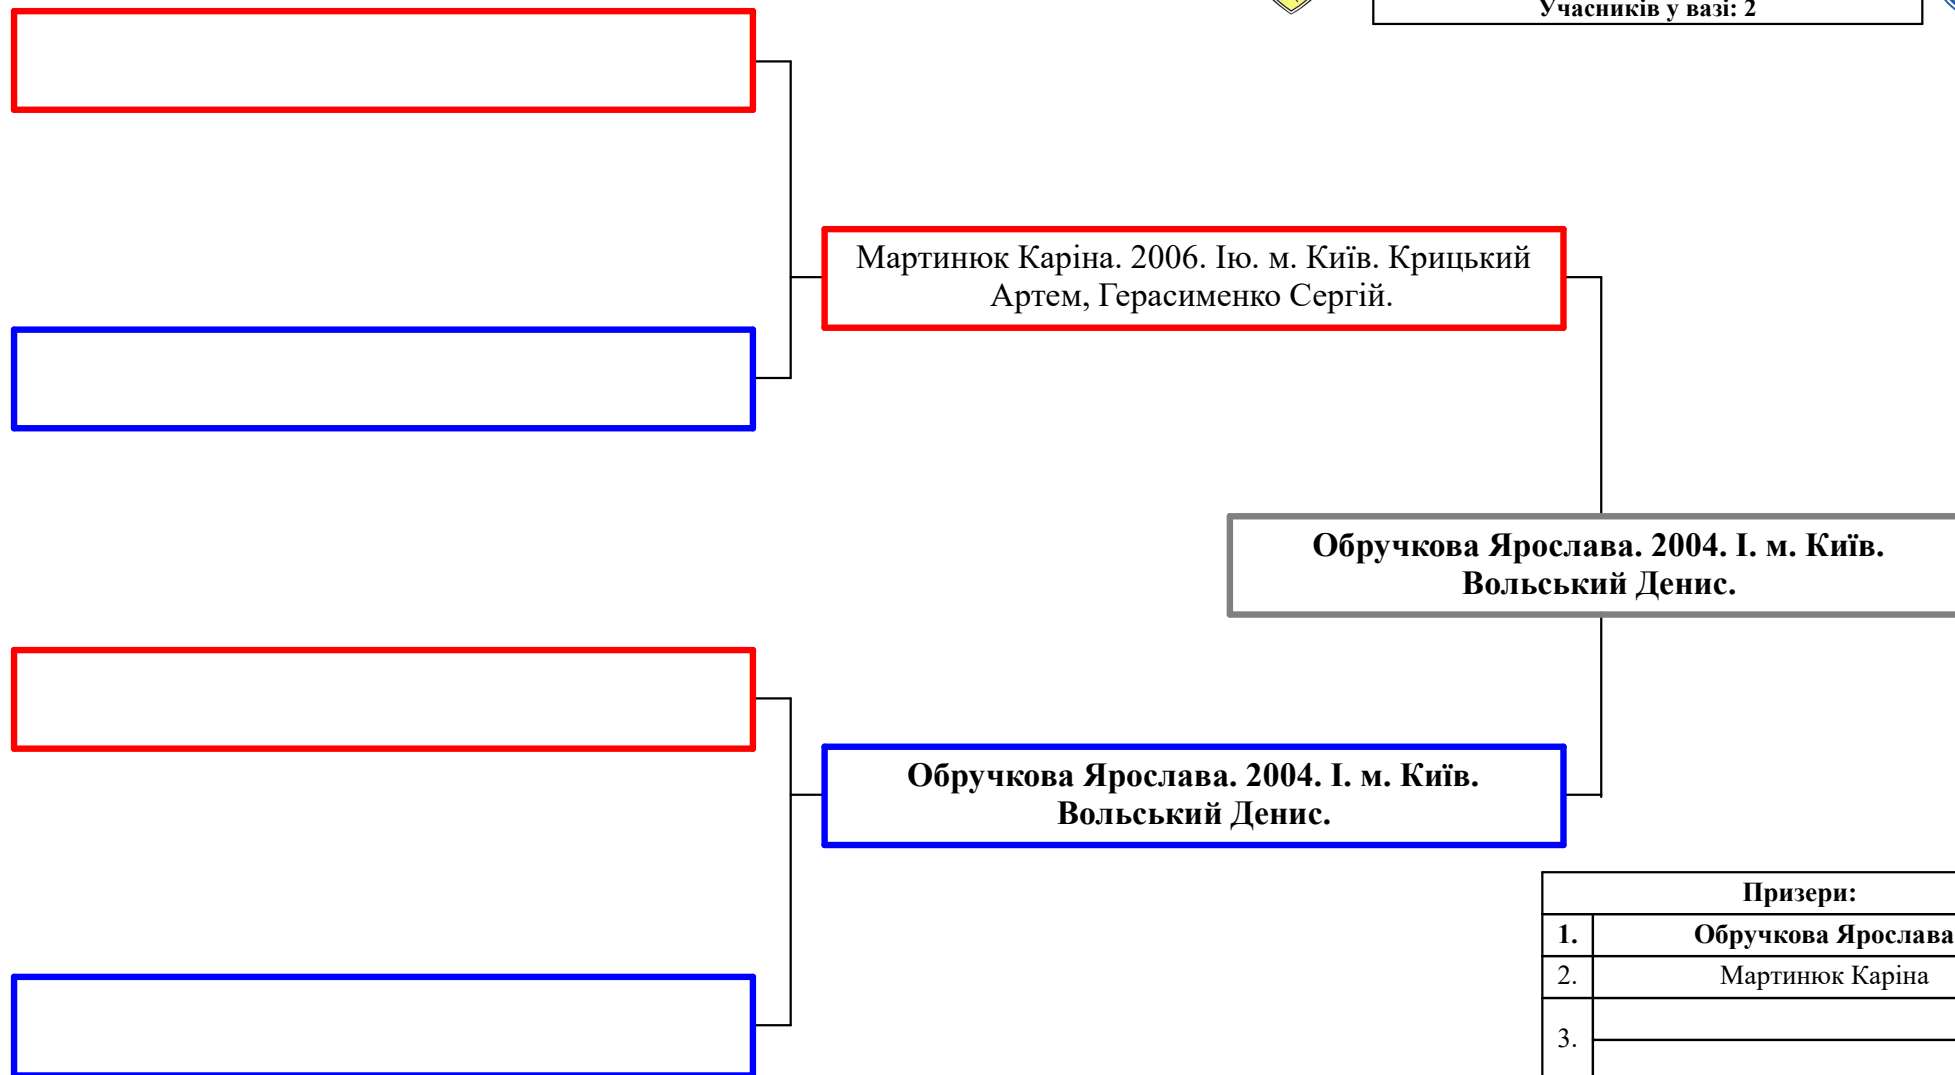 Учасників у вазі: 2
Мартинюк Каріна. 2006. Ію. м. Київ. Крицький
Артем, Герасименко Сергій.
Обручкова Ярослава. 2004. І. м. Київ.
Вольський Денис.
Обручкова Ярослава. 2004. І. м. Київ.
Вольський Денис.
Призери:
1. Обручкова Ярослава
2. Мартинюк Каріна
3.